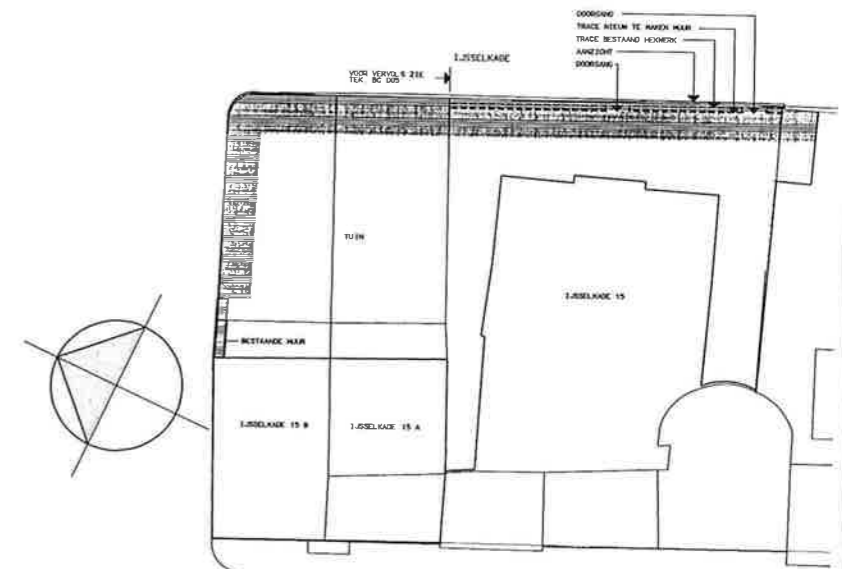 DOORGANG
TRACE NIEUW TE MAKEN MUUR
TRACE BESTAAND HEKWERK
AANZICHT
DOORGANG
IJSSELKADE
VOOR VERVOLG ZIE
TEK. BG 005
TUIN
IJSSELKADE 15
BESTAANDE MUUR
IJSSELKADE 15 B
IJSSELKADE 15 A